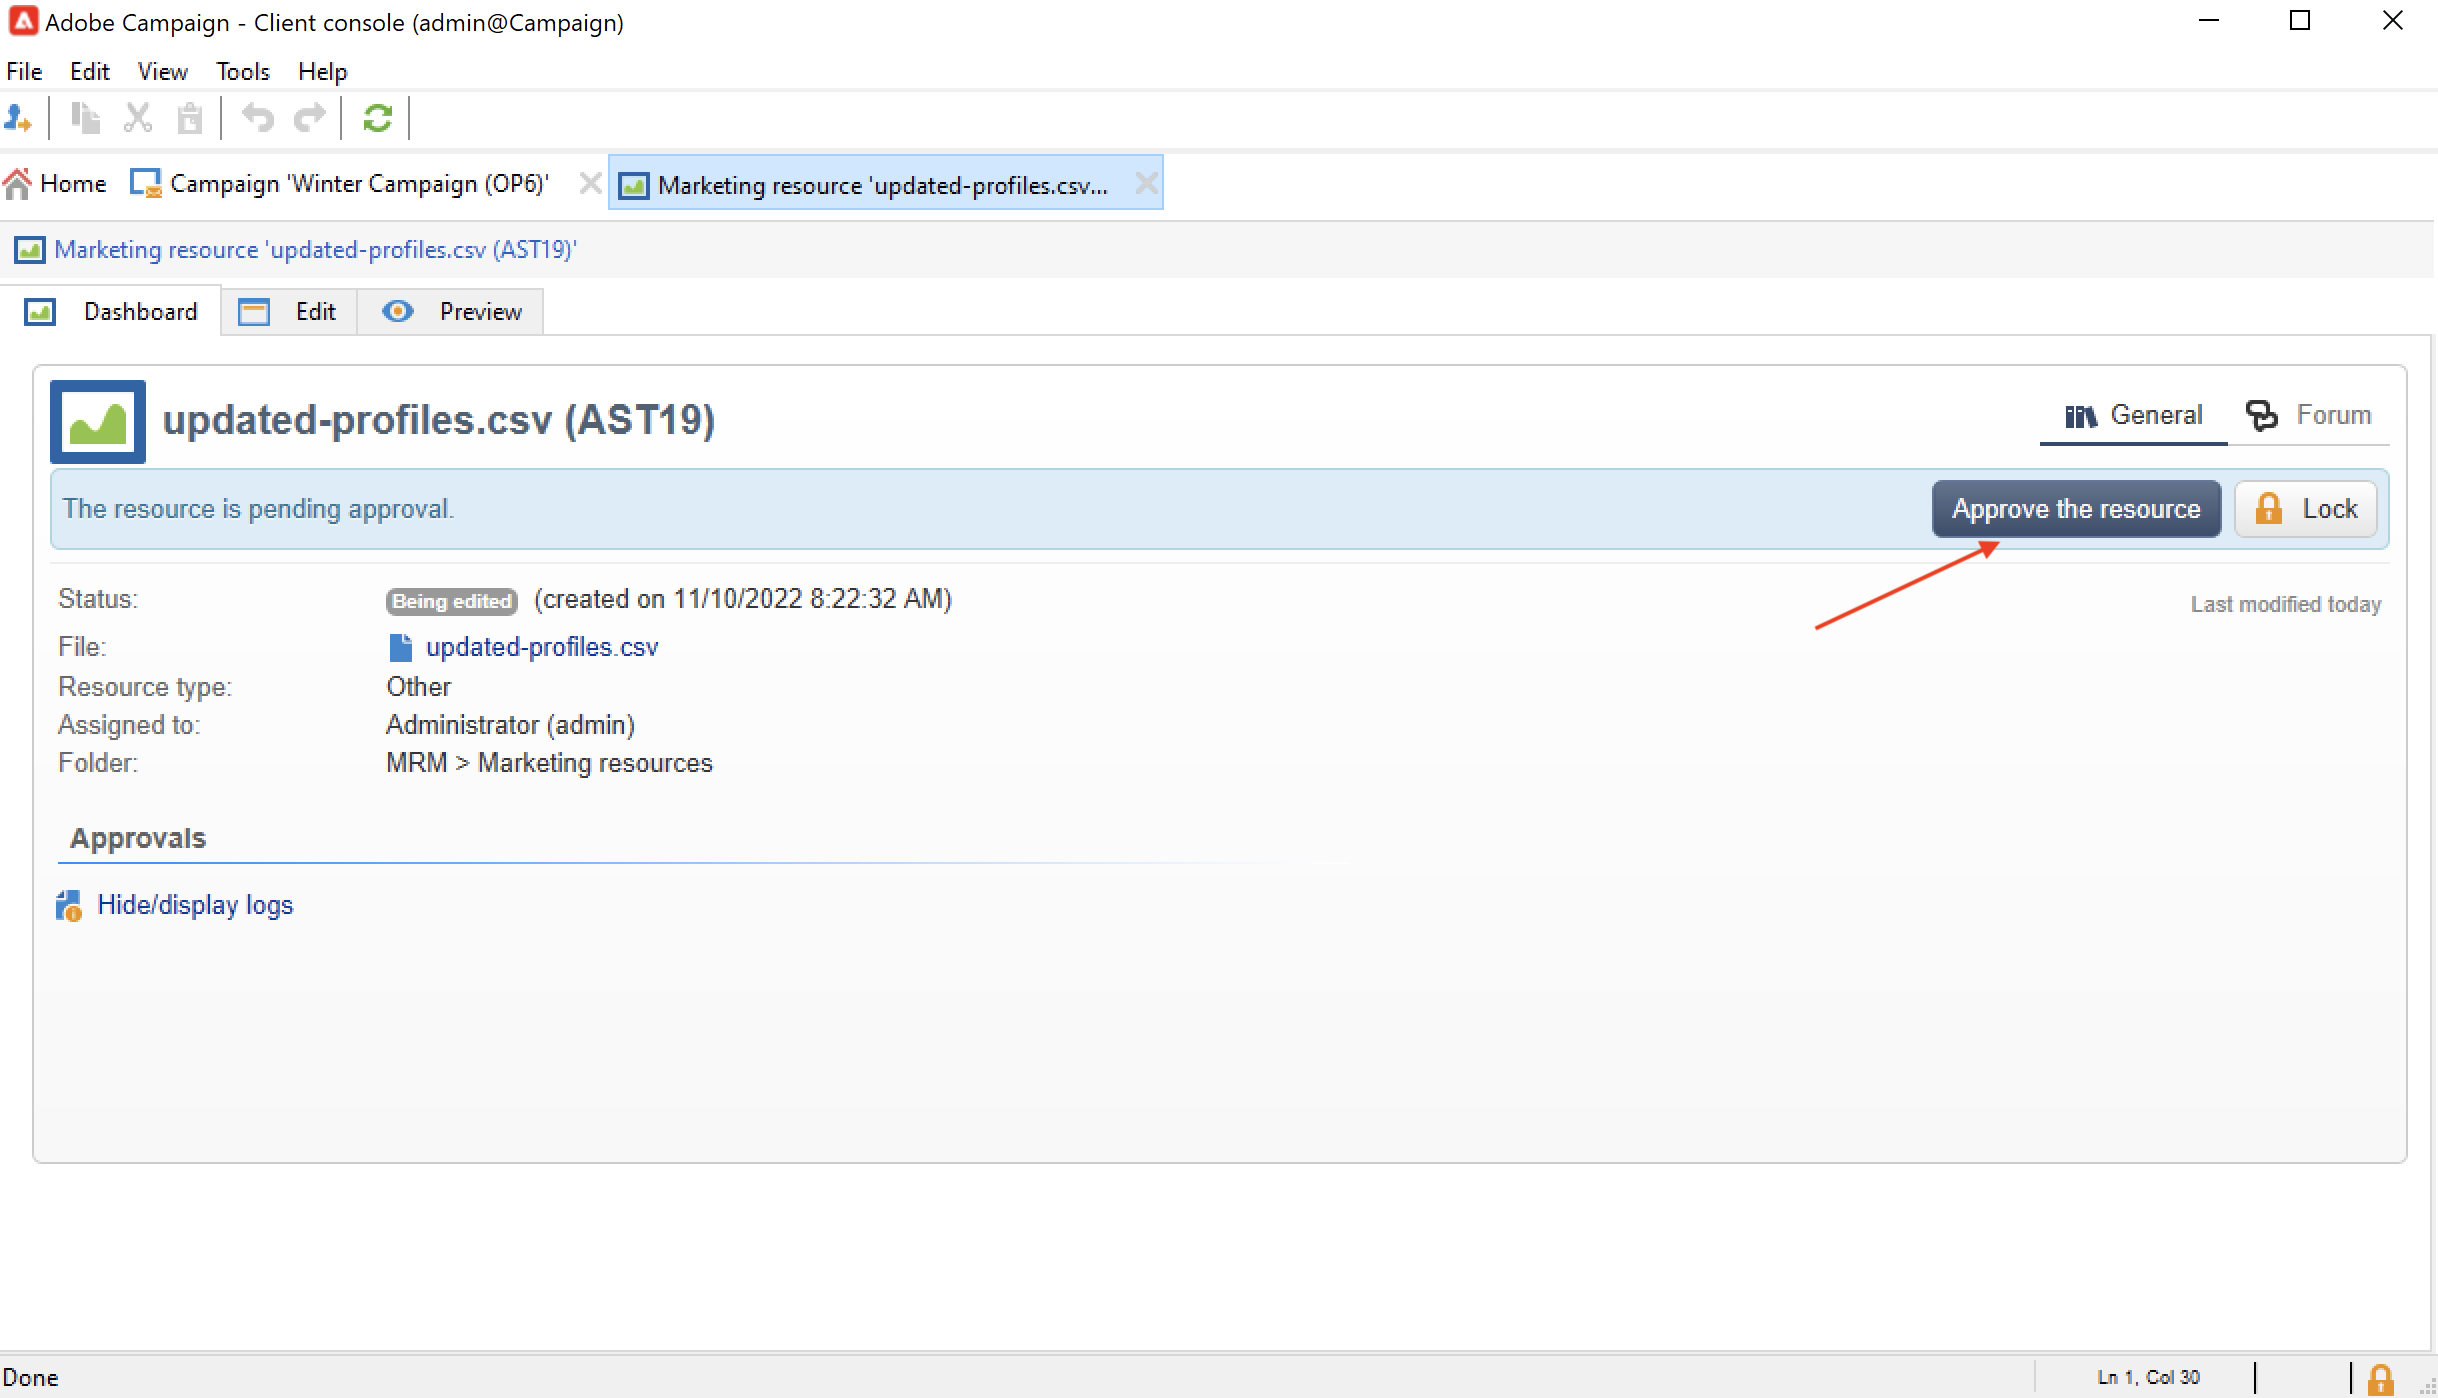 Adobe Campaign - Client console (admin@Campaign)
File Edit View Tools Help
Home Campaign 'Winter Campaign (OP6)' Marketing resource 'updated-profiles.csv...
Marketing resource 'updated-profiles.csv (AST19)'
Dashboard Edit Preview
updated-profiles.csv (AST19) General Forum
The resource is pending approval. Approve the resource Lock
Status: Being edited (created on 11/10/2022 8:22:32 AM) Last modified today
File: updated-profiles.csv
Resource type: Other
Assigned to: Administrator (admin)
Folder: MRM > Marketing resources
Approvals
Hide/display logs
Done Ln 1, Col 30